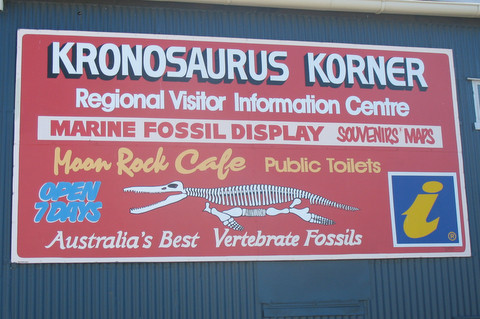 KRONOSAURUS KORNER
Regional Visitor Information Centre
MARINE FOSSIL DISPLAY SOUVENIRS' MAPS
Moon Rock Cafe Public Toilets
OPEN
7 DAYS
i
®
Australia's Best Vertebrate Fossils